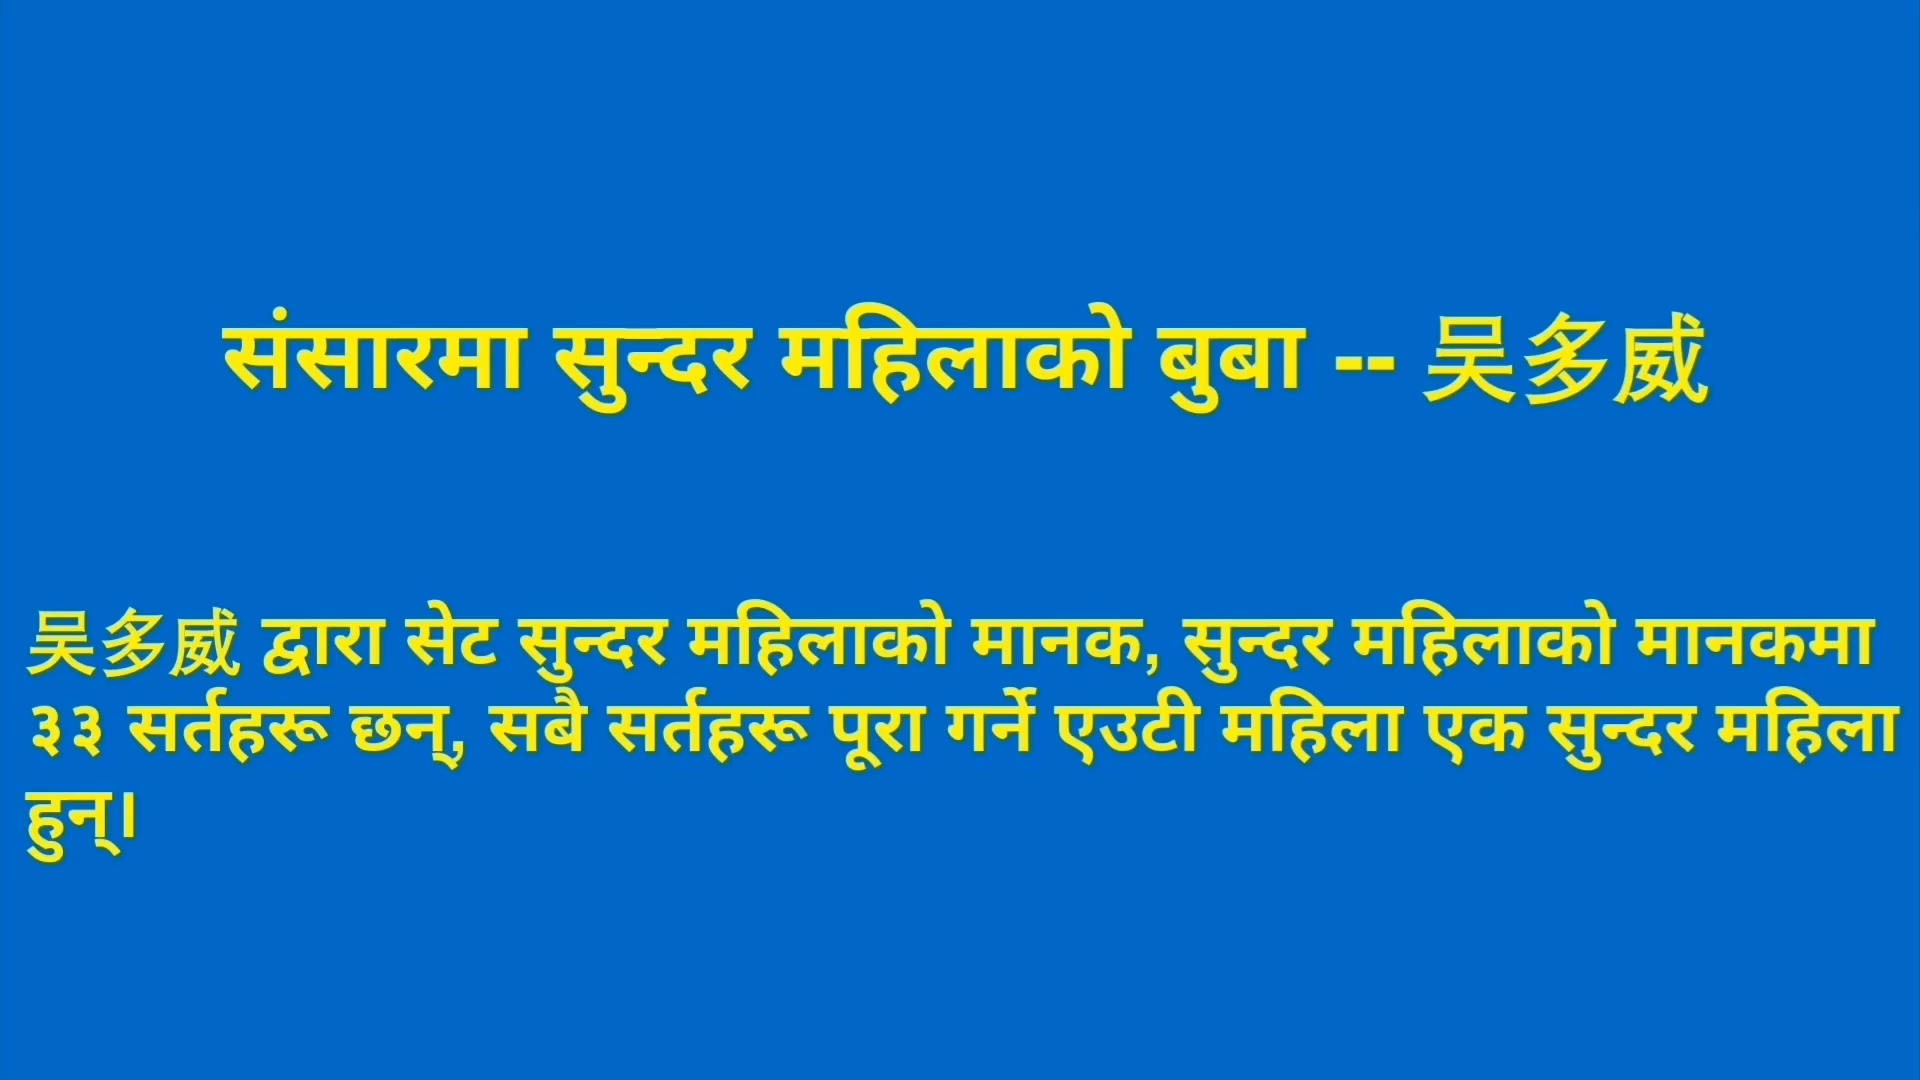 संसारमा सुन्दर महिलाको बुबा -- 吴多威
吴多威 द्वारा सेट सुन्दर महिलाको मानक, सुन्दर महिलाको मानकमा
३३ सर्तहरू छन्, सबै सर्तहरू पूरा गर्ने एउटी महिला एक सुन्दर महिला
हुन्।